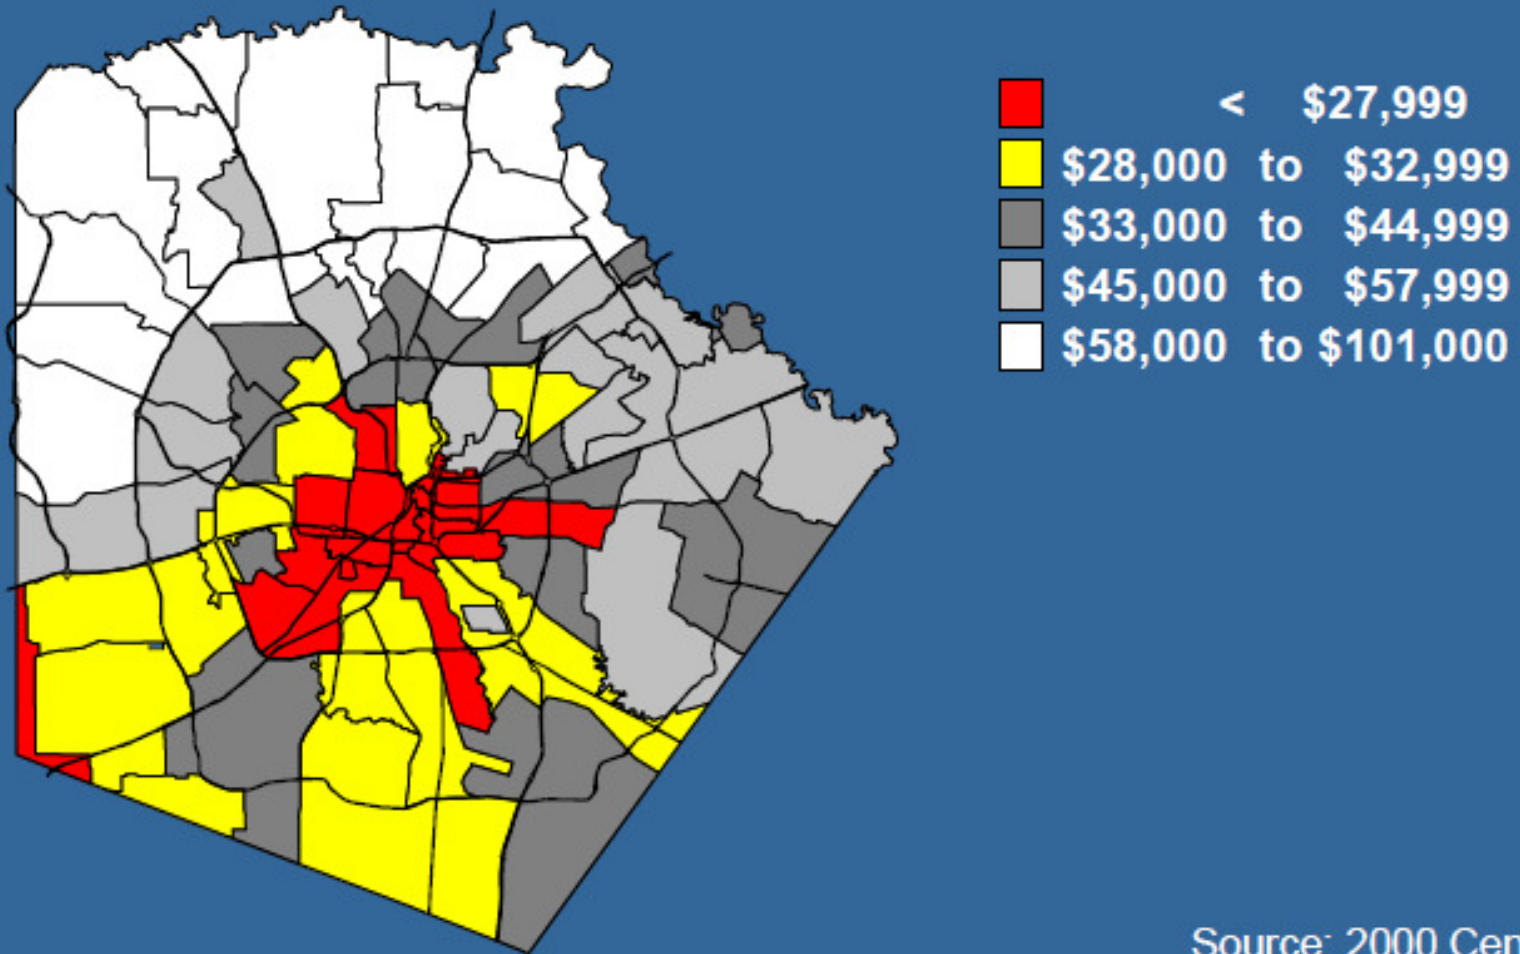 < $27,999
$28,000 to $32,999
$33,000 to $44,999
$45,000 to $57,999
$58,000 to $101,000
Source: 2000 Cen